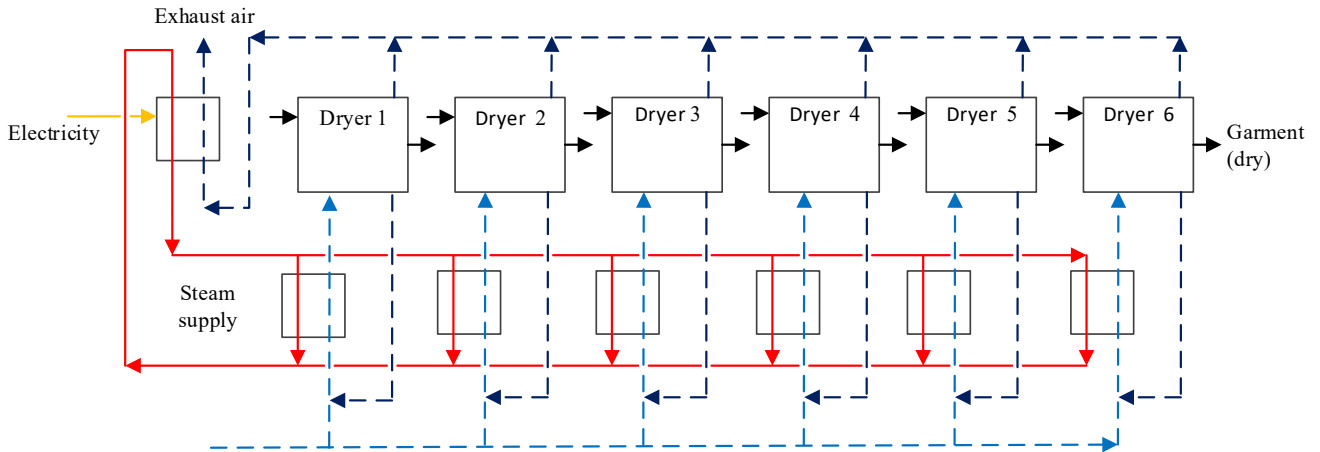 Exhaust air
Electricity
Dryer 1
Dryer 2
Dryer 3
Dryer 4
Dryer 5
Dryer 6
Garment
(dry)
Steam
supply